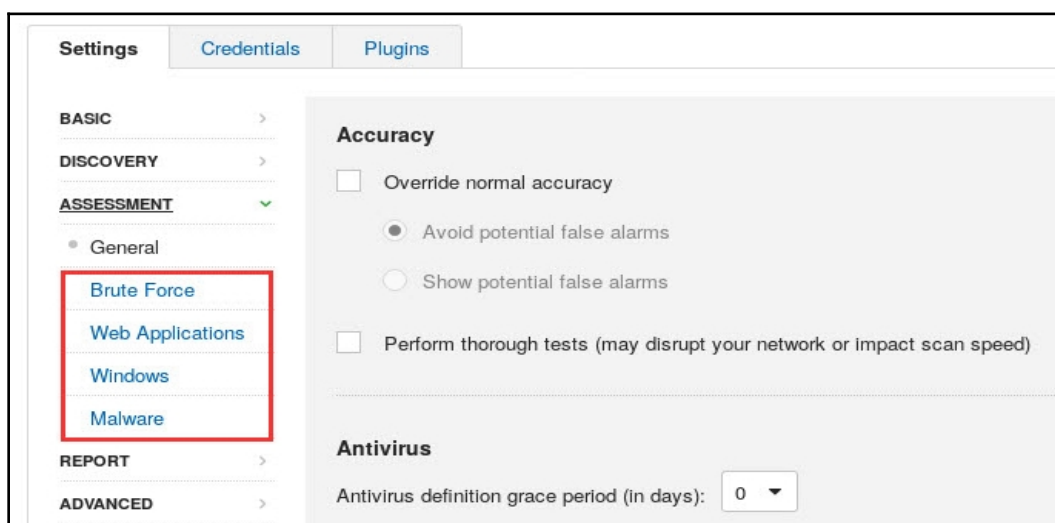 Settings Credentials Plugins
BASIC
DISCOVERY
ASSESSMENT
General
Brute Force
Web Applications
Windows
Malware
REPORT
ADVANCED
Accuracy
Override normal accuracy
Avoid potential false alarms
Show potential false alarms
Perform thorough tests (may disrupt your network or impact scan speed)
Antivirus
Antivirus definition grace period (in days): 0